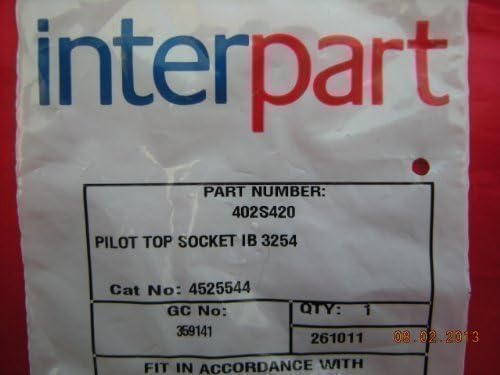 interpart
PART NUMBER:
402S420
PILOT TOP SOCKET IB 3254
Cat No: 4525544
GC No:
359141
QTY: 1
261011
08.02.2013
FIT IN ACCORDANCE WITH